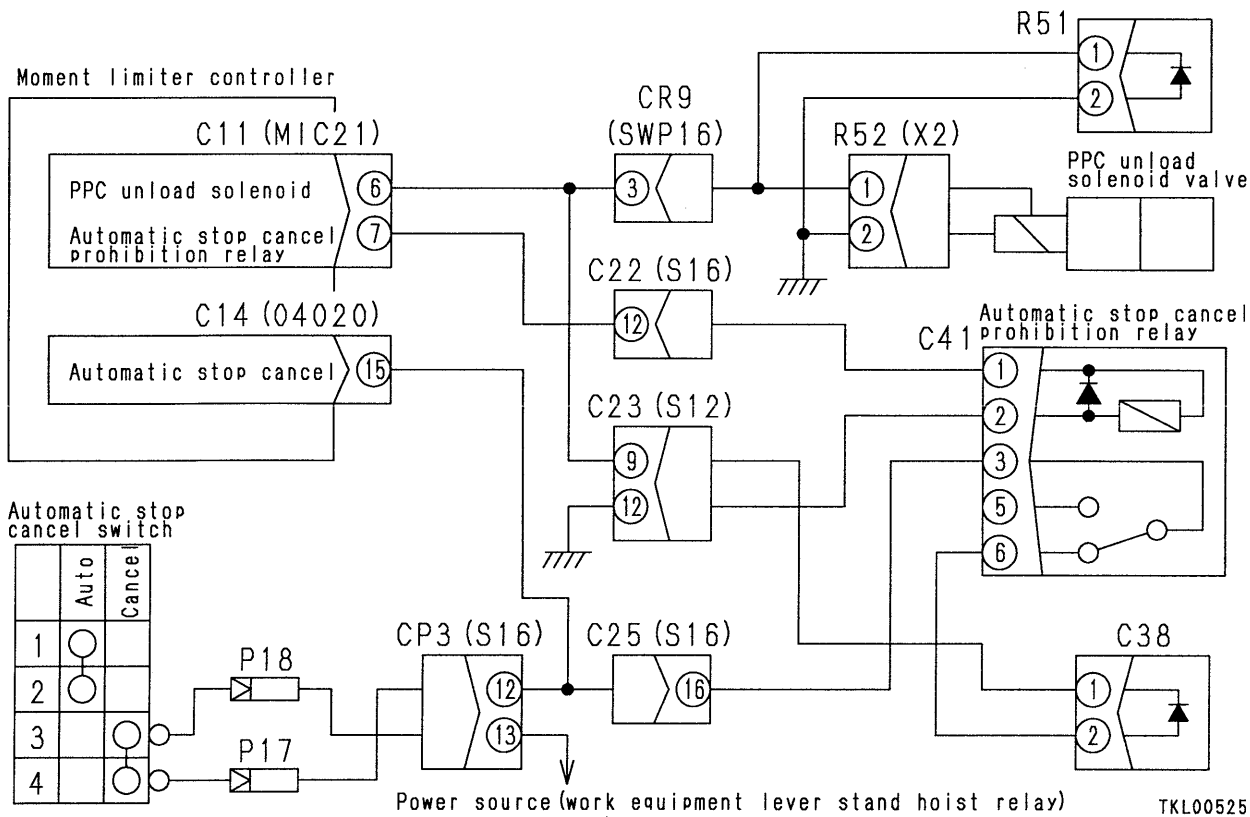 R51
1
2
Moment limiter controller
CR9
(SWP16)
C11 (MIC21)
R52 (X2)
PPC unload
solenoid valve
PPC unload solenoid
6
3
1
Automatic stop cancel
prohibition relay
7
2
C22 (S16)
C14 (04020)
12
Automatic stop cancel
prohibition relay
C41
Automatic stop cancel
15
1
C23 (S12)
2
9
3
12
5
6
Automatic stop
cancel switch
Auto
Cancel
CP3 (S16)
C25 (S16)
C38
1
P18
2
12
16
1
3
13
2
P17
4
Power source (work equipment lever stand hoist relay)
TKL00525